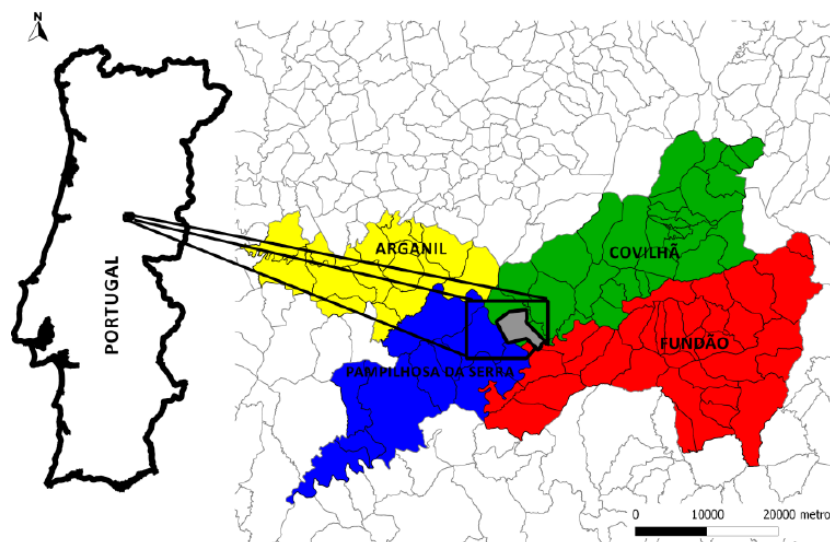 N
PORTUGAL
ARGANIL
COVILHÃ
FUNDÃO
PAMPILHOSA DA SERRA
0 10000 20000 metro